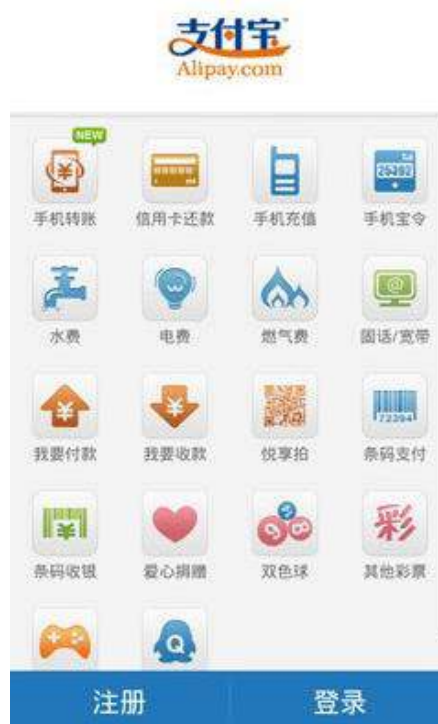 支付宝
Alipay.com
NEW
手机转账 信用卡还款 手机充值 手机宝令
水费 电费 燃气费 固话/宽带
我要付款 我要收款 悦享拍 条码支付
条码收银 爱心捐赠 双色球 其他彩票
注册 登录